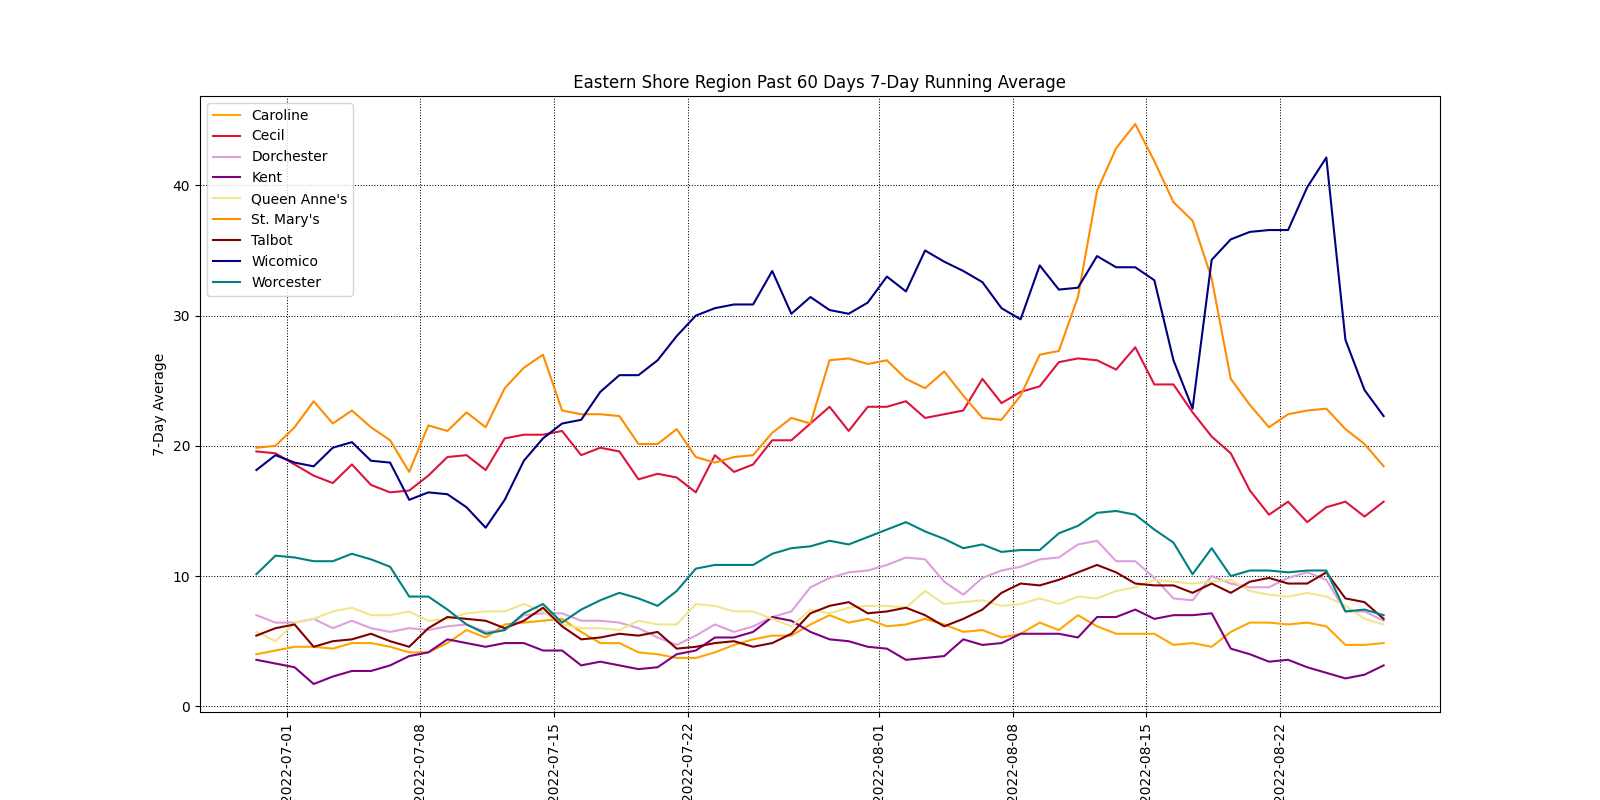 Eastern Shore Region Past 60 Days 7-Day Running Average
Caroline
Cecil
Dorchester
Kent
Queen Anne's
St. Mary's
Talbot
Wicomico
Worcester
40
30
20
10
0
7-Day Average
2022-07-01
2022-07-08
2022-07-15
2022-07-22
2022-08-01
2022-08-08
2022-08-15
2022-08-22